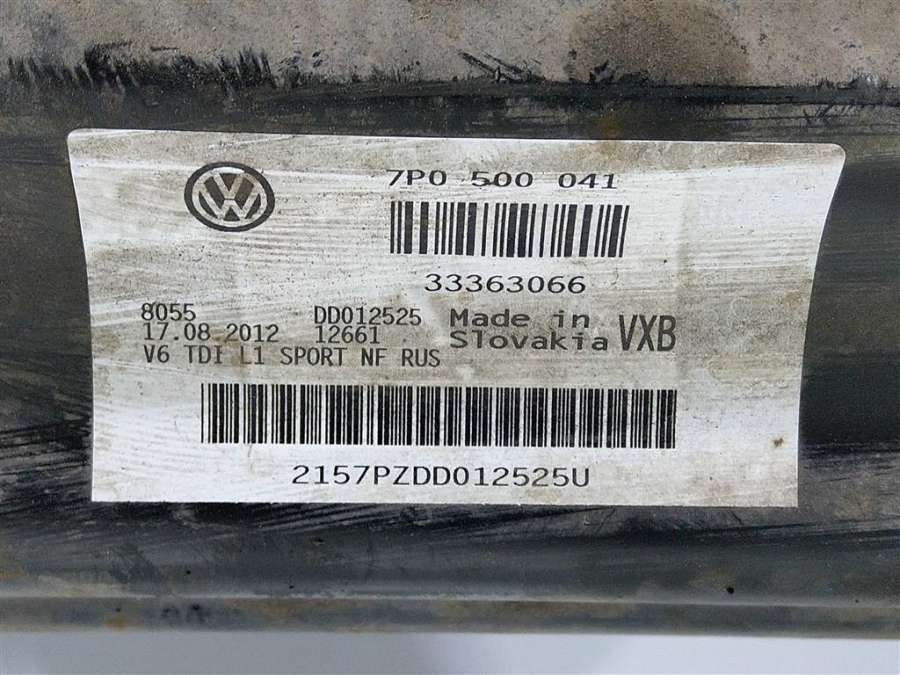 7P0 500 041
33363066
8055 DD012525 Made in VXB
17.08.2012 12661 Slovakia
V6 TDI L1 SPORT NF RUS
2157PZDD012525U